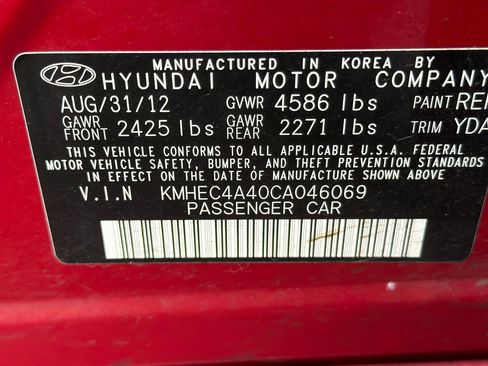 MANUFACTURED IN KOREA BY
HYUNDAI MOTOR COMPANY
AUG/31/12 GVWR 4586 lbs PAINT RE
GAWR FRONT 2425 lbs GAWR REAR 2271 lbs TRIM YDA
THIS VEHICLE CONFORMS TO ALL APPLICABLE U.S.A. FEDERAL
MOTOR VEHICLE SAFETY, BUMPER, AND THEFT PREVENTION STANDARDS
IN EFFECT ON THE DATE OF MANUFACTURE SHOWN ABOVE.
V.I.N KMHEC4A40CA046069
PASSENGER CAR